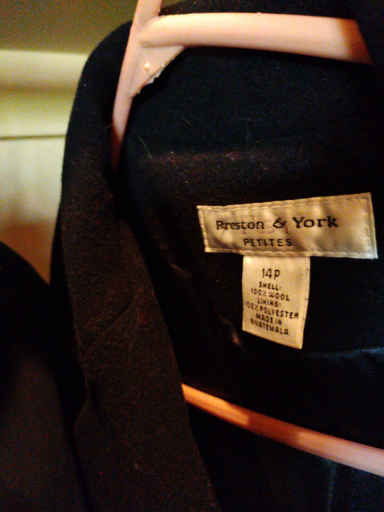 Preston & York
PETITES
14P
SHELL:
100% WOOL
LINING:
100% POLYESTER
MADE IN
GUATEMALA